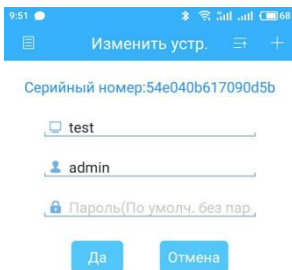 9:51 68
Изменить устр.
Серийный номер:54e040b617090d5b
test
admin
Пароль(По умолч. без пар
Да Отмена